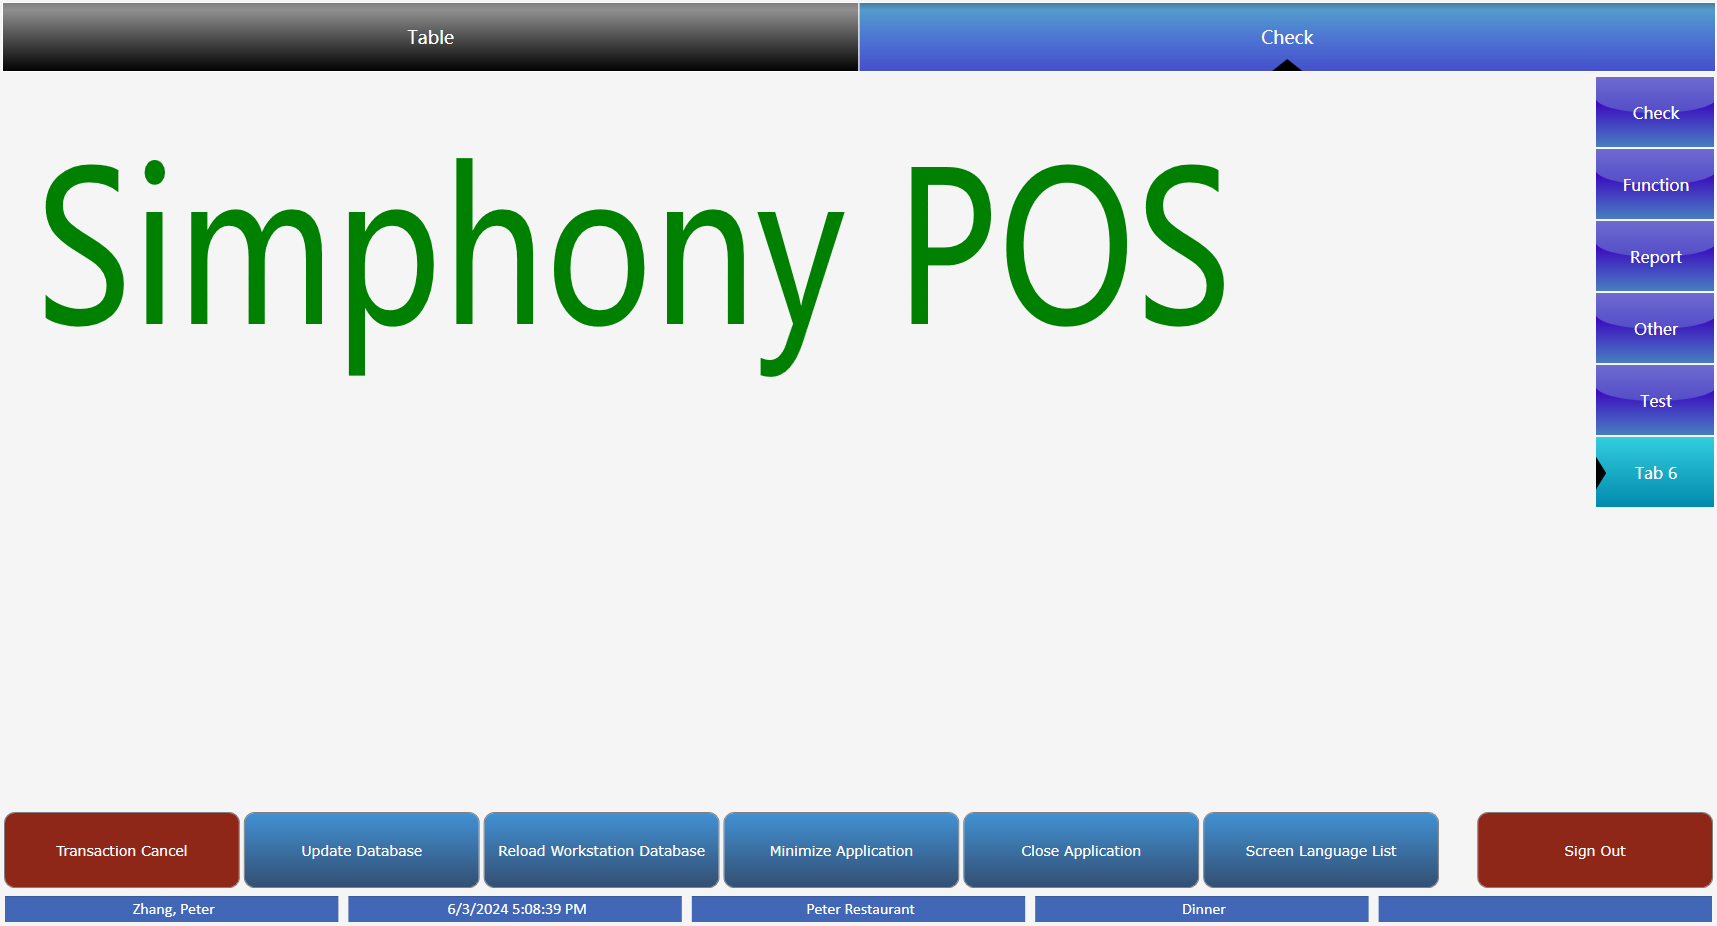 Table
Check
Check
Function
Report
Other
Test
Tab 6
Simphony POS
Transaction Cancel
Update Database
Reload Workstation Database
Minimize Application
Close Application
Screen Language List
Sign Out
Zhang, Peter
6/3/2024 5:08:39 PM
Peter Restaurant
Dinner